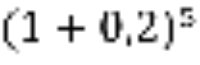 (1 + 0,2)⁵